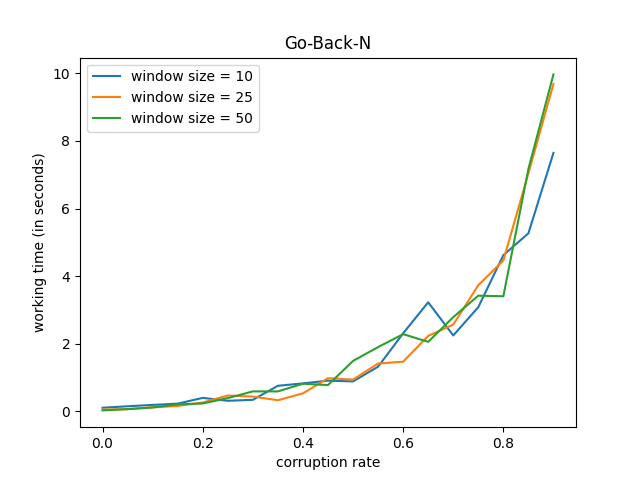 Go-Back-N
window size = 10
window size = 25
window size = 50
working time (in seconds)
10
8
6
4
2
0
0.0
0.2
0.4
0.6
0.8
corruption rate